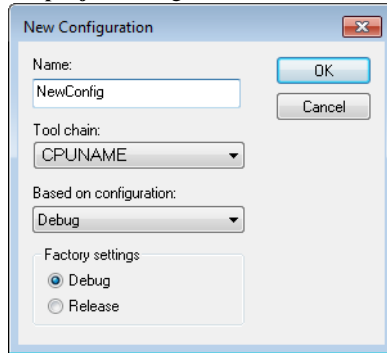 New Configuration
Name:
OK
NewConfig
Cancel
Tool chain:
CPUNAME
Based on configuration:
Debug
Factory settings
Debug
Release